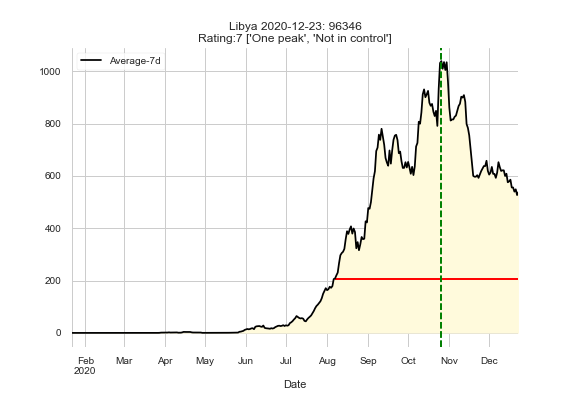 Libya 2020-12-23: 96346
Rating:7 ['One peak', 'Not in control']
Average-7d
1000
800
600
400
200
0
Feb Mar Apr May Jun Jul Aug Sep Oct Nov Dec
2020
Date